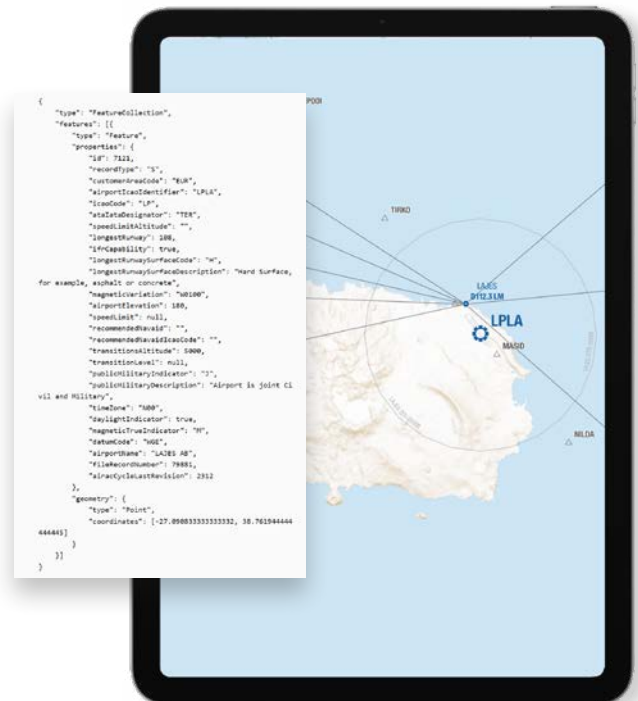 {
"type": "FeatureCollection",
"features": [{
"type": "Feature",
"properties": {
"id": 7121,
"recordType": "S",
"customerAreaCode": "EUR",
"airportIcaoIdentifier": "LPLA",
"icaoCode": "LP",
"ataIataDesignator": "TER",
"speedLimitAltitude": "",
"longestRunway": 108,
"ifrCapability": true,
"longestRunwaySurfaceCode": "H",
"longestRunwaySurfaceDescription": "Hard Surface,
for example, asphalt or concrete",
"magneticVariation": "W0100",
"airportElevation": 180,
"speedLimit": null,
"recommendedNavaid": "",
"recommendedNavaidIcaoCode": "",
"transitionsAltitude": 5000,
"transitionLevel": null,
"publicMilitaryIndicator": "J",
"publicMilitaryDescription": "Airport is joint Ci
vil and Military",
"timeZone": "N00",
"daylightIndicator": true,
"magneticTrueIndicator": "M",
"datumCode": "WGE",
"airportName": "LAJES AB",
"fileRecordNumber": 79881,
"airacCycleLastRevision": 2312
},
"geometry": {
"type": "Point",
"coordinates": [-27.090833333333332, 38.761944444
444445]
}
}]
}
TIRKO
LAJES
D112.3 LM
LPLA
MASID
NILDA